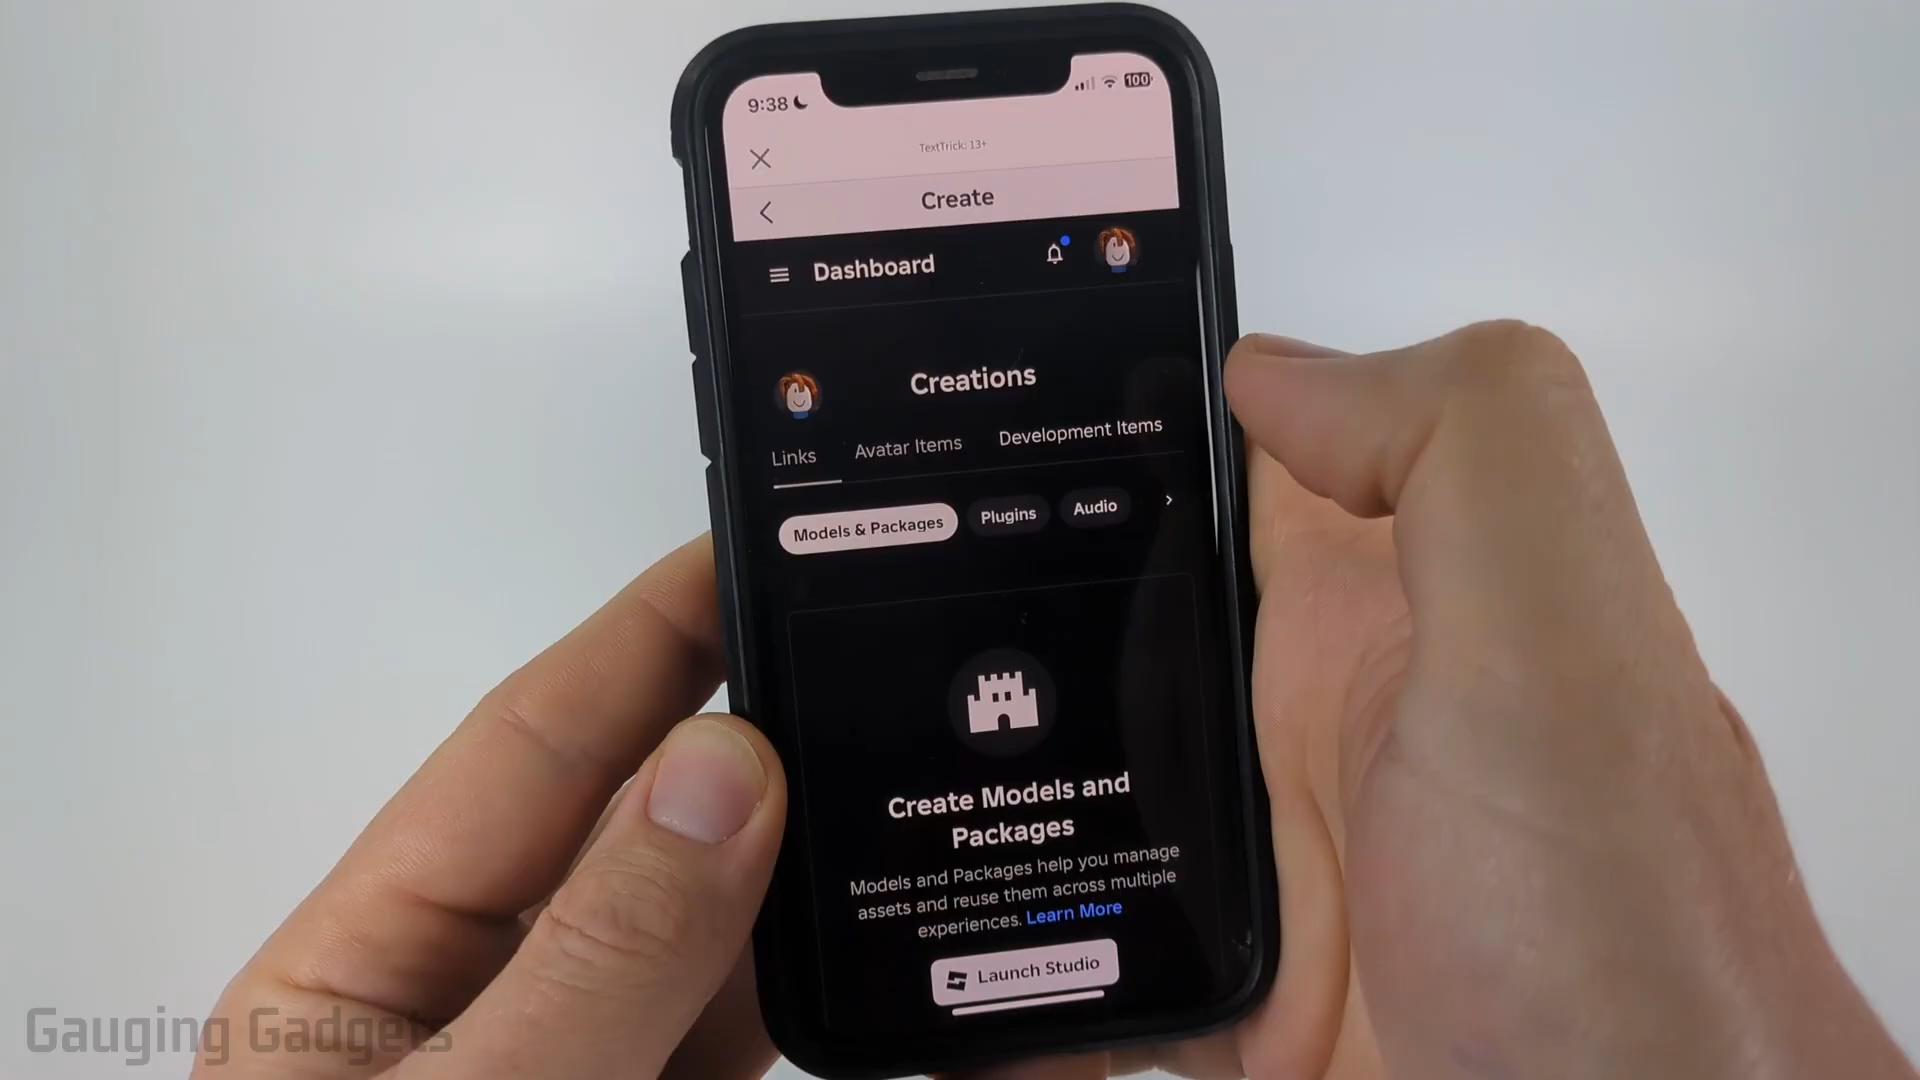 9:38
100
TextTrick: 13+
Create
Dashboard
Creations
Links
Avatar Items
Development Items
Models & Packages
Plugins
Audio
Create Models and
Packages
Models and Packages help you manage
assets and reuse them across multiple
experiences. Learn More
Launch Studio
Gauging Gadgets